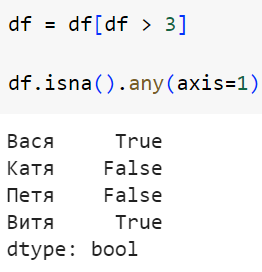 df = df[df > 3]
df.isna().any(axis=1)
Вася     True
Катя    False
Петя    False
Витя     True
dtype: bool